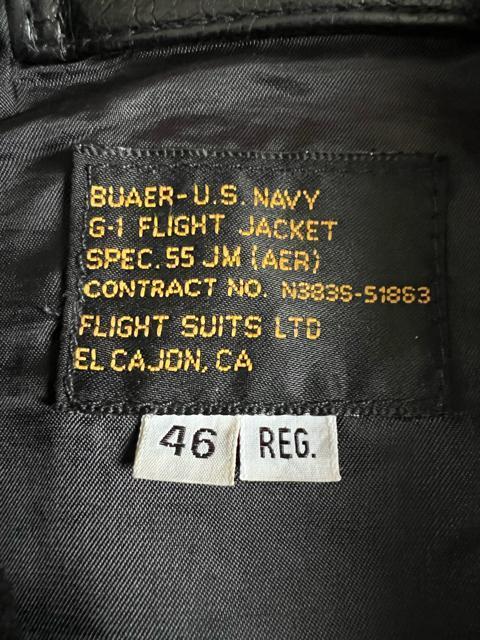 BUAER-U.S. NAVY
G-1 FLIGHT JACKET
SPEC. 55 JM (AER)
CONTRACT NO. N383S-51863
FLIGHT SUITS LTD
EL CAJON, CA
46 REG.